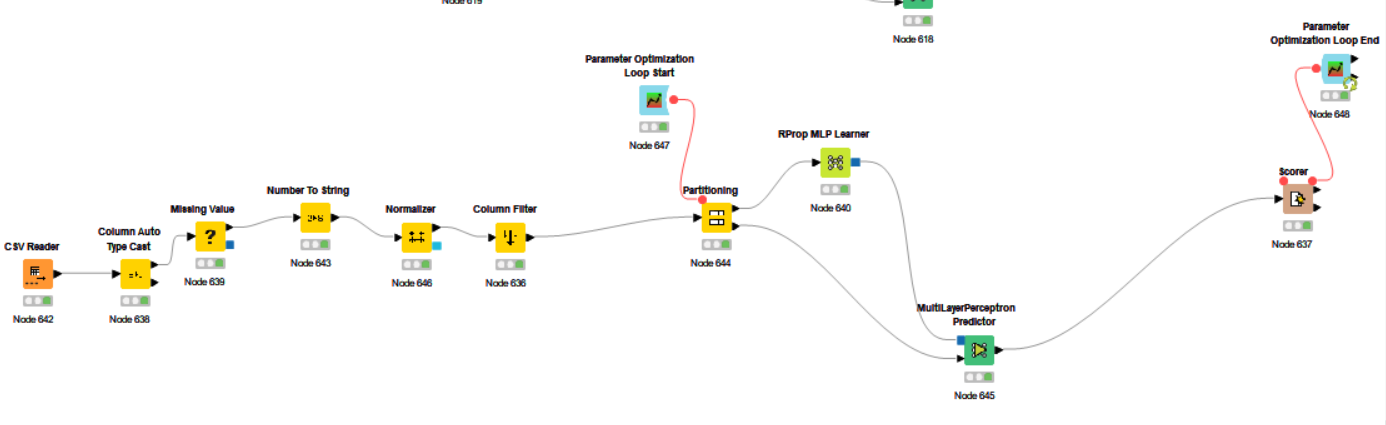 Node 619
Node 618
Parameter
Optimization Loop End
Node 648
Parameter Optimization
Loop Start
Node 647
RProp MLP Learner
Node 640
Scorer
Node 637
Partitioning
Node 644
Number To String
Node 643
Missing Value
Node 639
Normalizer
Node 646
Column Filter
Node 636
Column Auto
Type Cast
Node 638
CSV Reader
Node 642
MultiLayerPerceptron
Predictor
Node 645